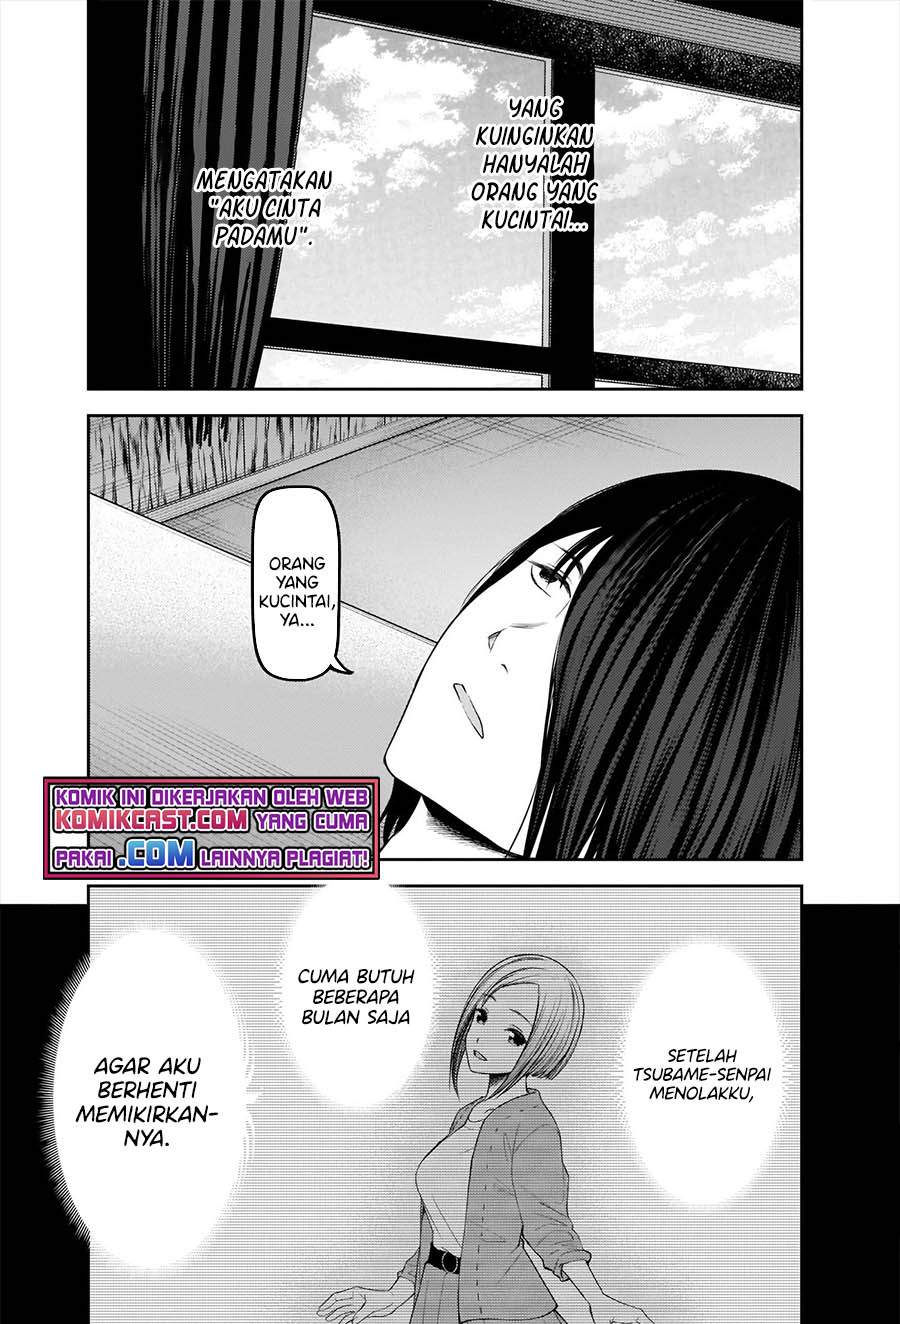 YANG
KUINGINKAN
HANYALAH
ORANG YANG
KUCINTAI...
MENGATAKAN
"AKU CINTA
PADAMU".
ORANG
YANG
KUCINTAI,
YA...
KOMIK INI DIKERJAKAN OLEH WEB
KOMIKCAST.COM YANG CUMA
PAKAI .COM LAINNYA PLAGIAT!
SETELAH
TSUBAME-SENPAI
MENOLAKKU,
CUMA BUTUH
BEBERAPA
BULAN SAJA
AGAR AKU
BERHENTI
MEMIKIRKAN-
NYA.